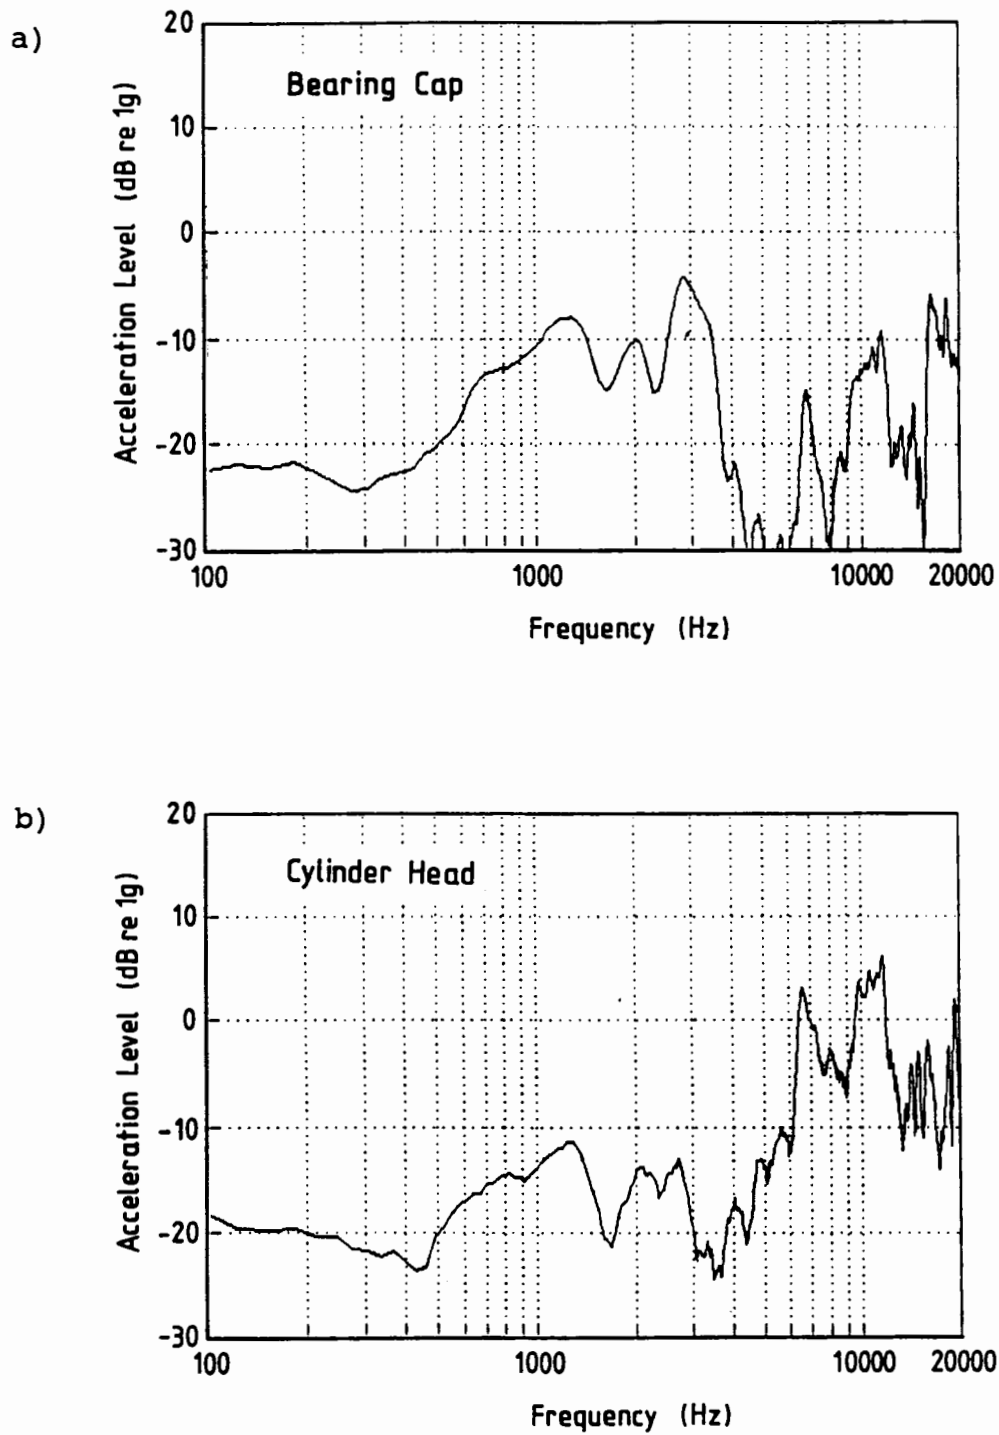 a)
20
Bearing Cap
10
0
-10
-20
-30
Acceleration Level (dB re 1g)
100 1000 10000 20000
Frequency (Hz)
b)
20
Cylinder Head
10
0
-10
-20
-30
Acceleration Level (dB re 1g)
100 1000 10000 20000
Frequency (Hz)